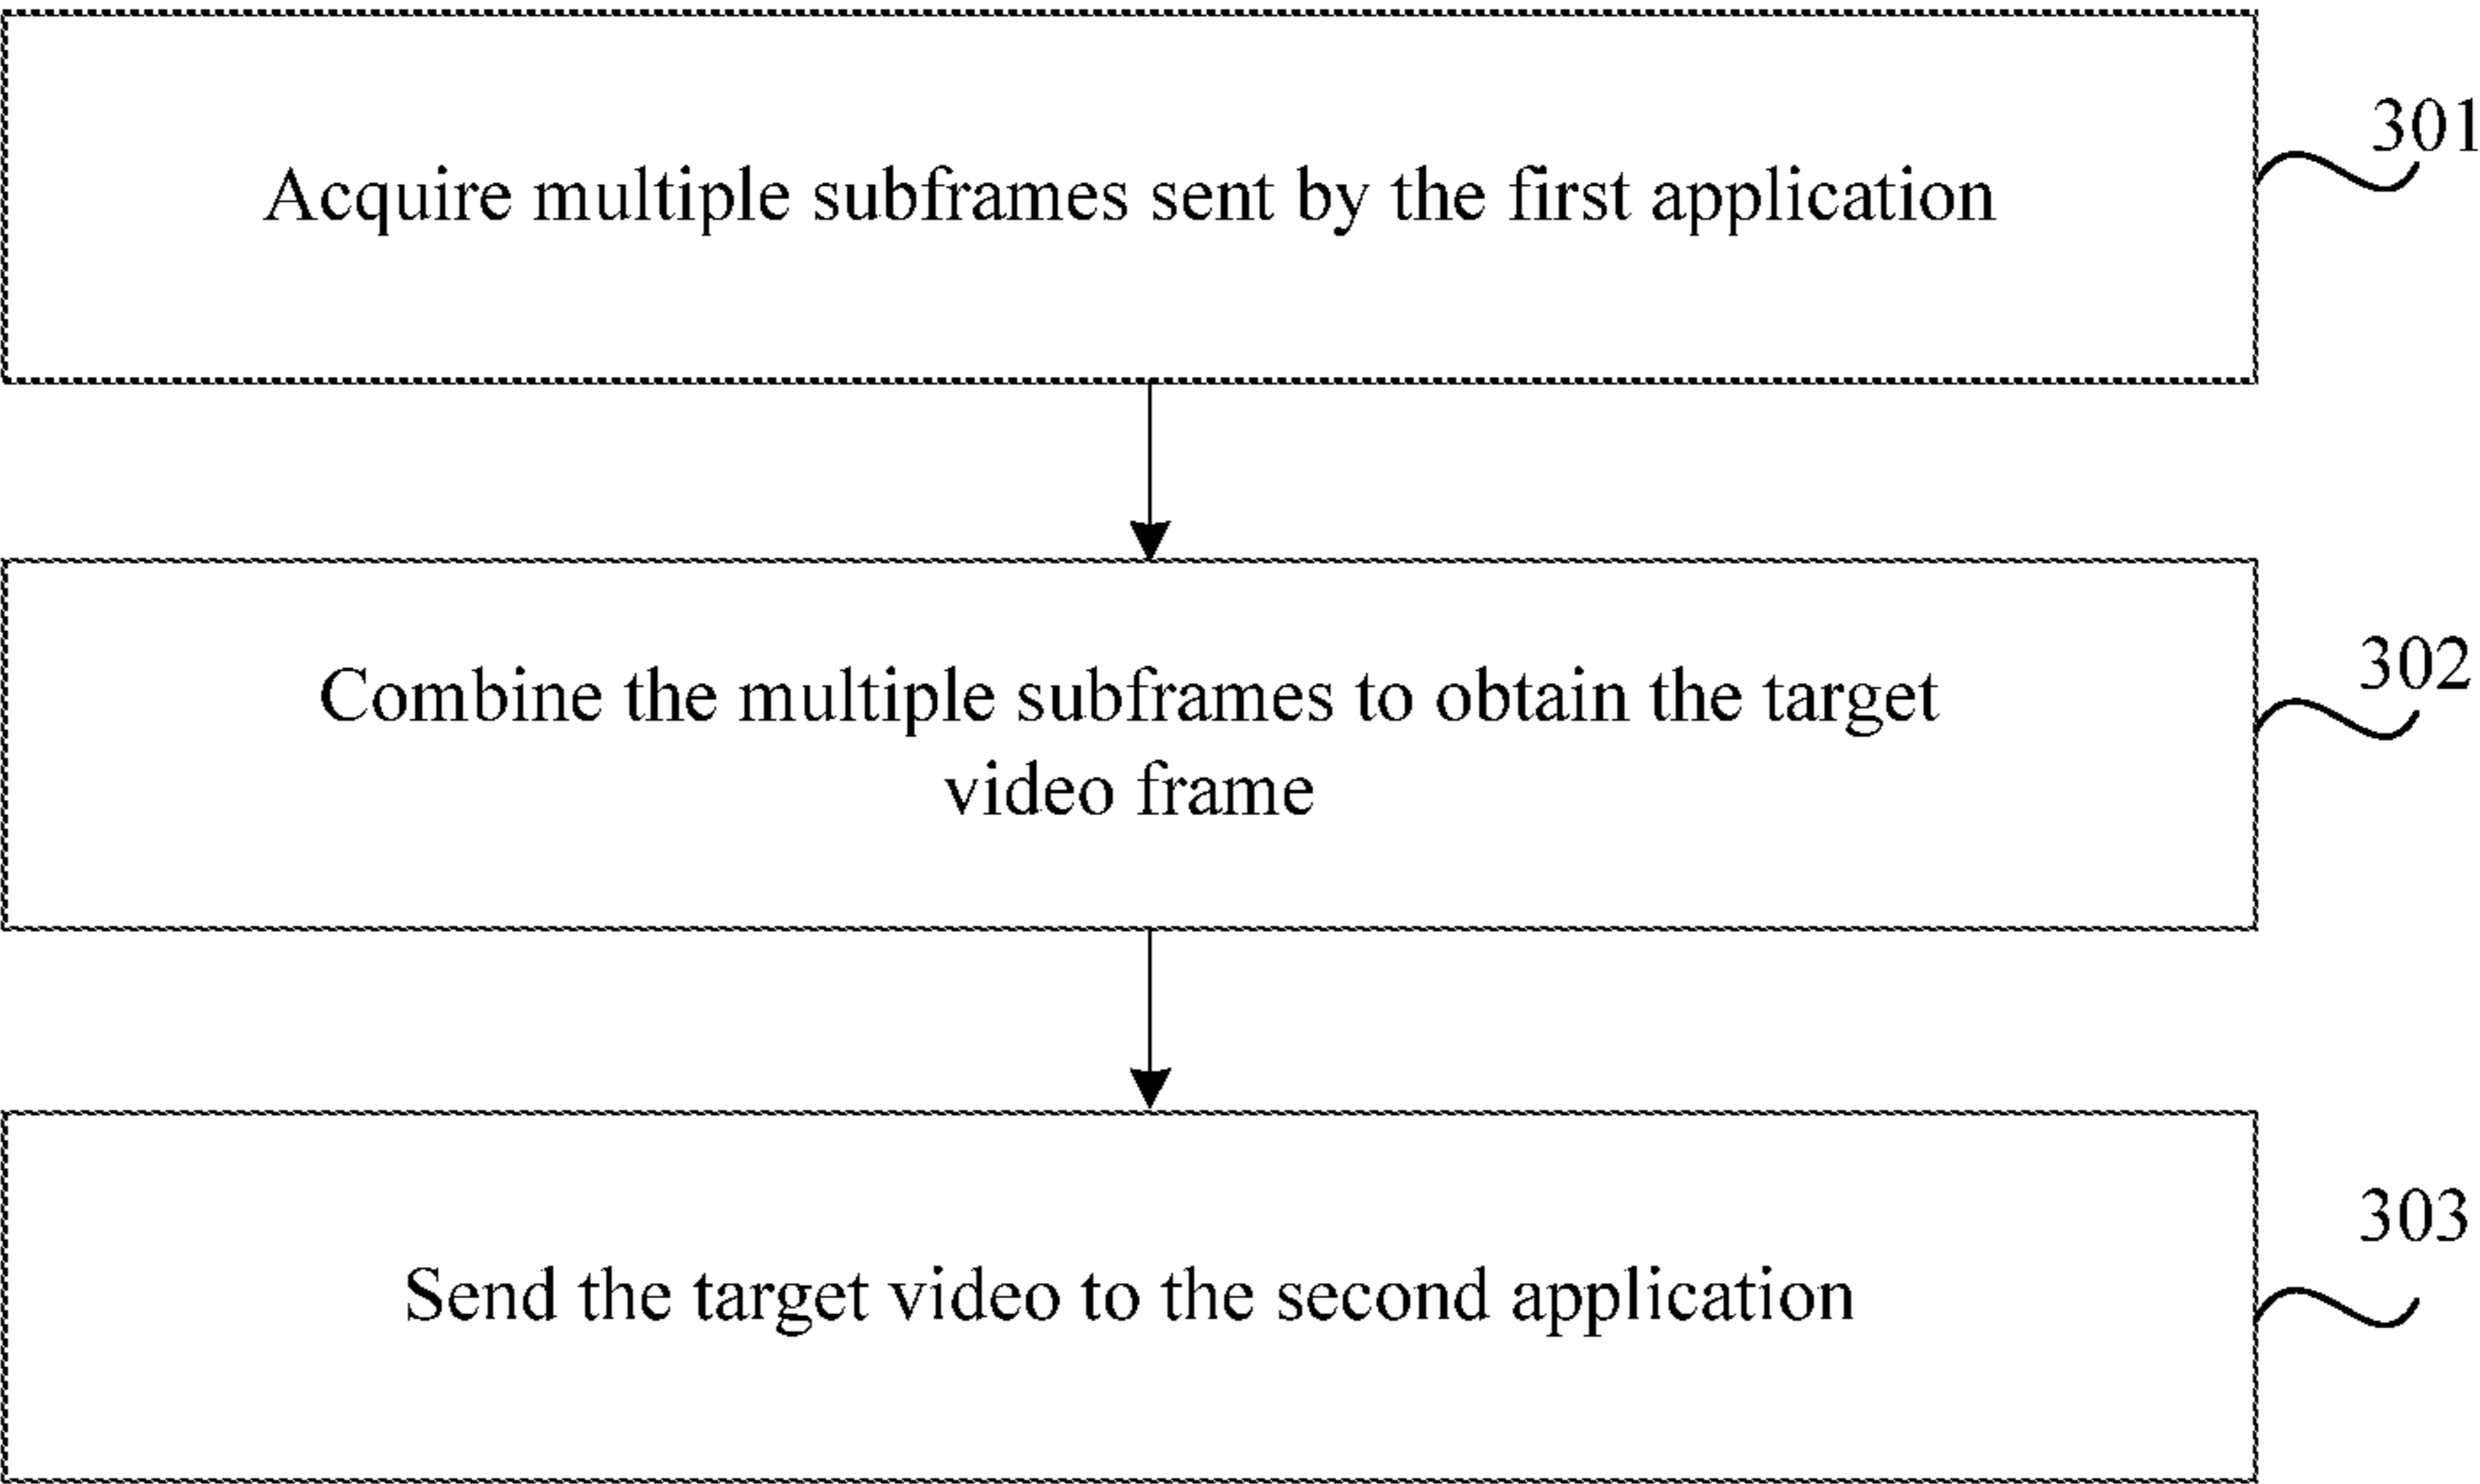 Acquire multiple subframes sent by the first application
301
Combine the multiple subframes to obtain the target
video frame
302
Send the target video to the second application
303